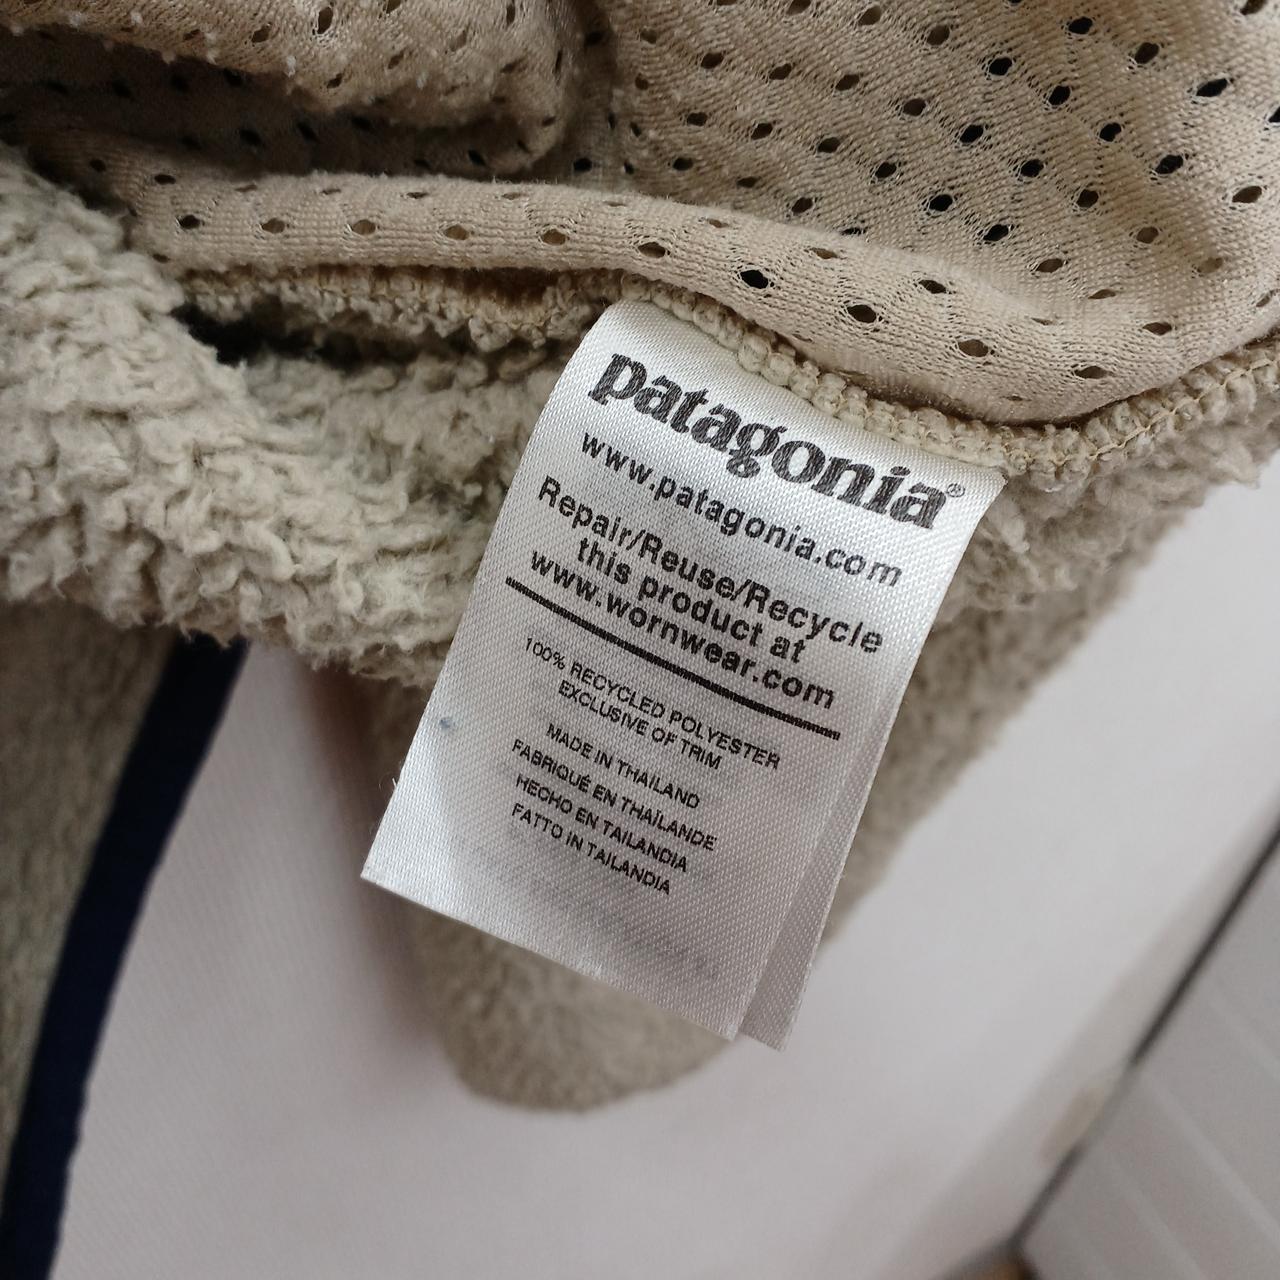 patagonia®
www.patagonia.com
Repair/Reuse/Recycle
this product at
www.wornwear.com
100% RECYCLED POLYESTER
EXCLUSIVE OF TRIM
MADE IN THAILAND
FABRIQUÉ EN THAÏLANDE
HECHO EN TAILANDIA
FATTO IN TAILANDIA